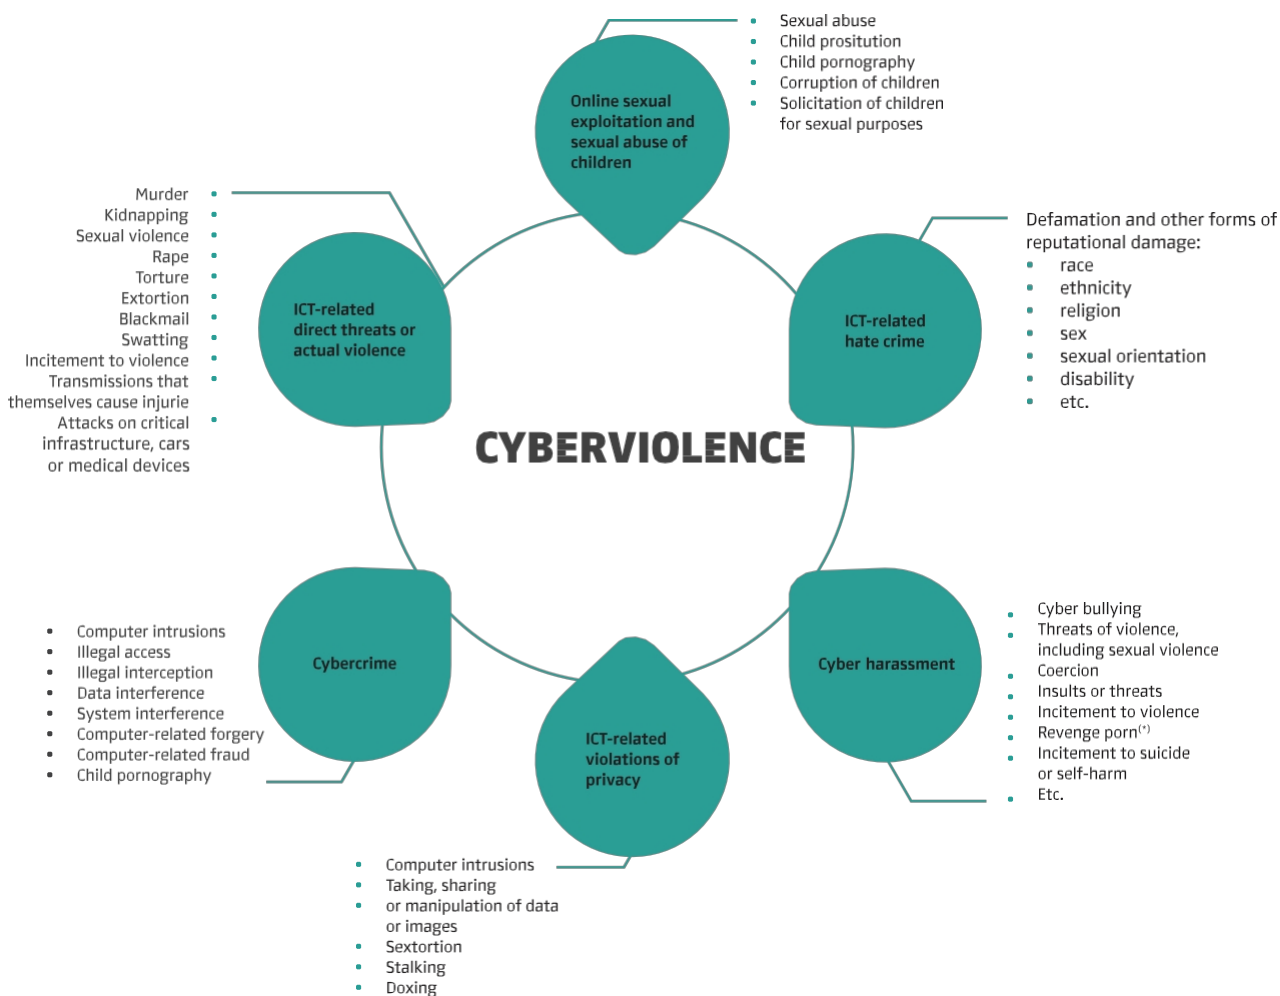 Sexual abuse
Child prositution
Child pornography
Corruption of children
Solicitation of children
for sexual purposes
Online sexual
exploitation and
sexual abuse of
children
Murder
Kidnapping
Sexual violence
Rape
Torture
Extortion
Blackmail
Swatting
Incitement to violence
Transmissions that
themselves cause injurie
Attacks on critical
infrastructure, cars
or medical devices
ICT-related
direct threats or
actual violence
Defamation and other forms of
reputational damage:
race
ethnicity
religion
sex
sexual orientation
disability
etc.
ICT-related
hate crime
CYBERVIOLENCE
Computer intrusions
Illegal access
Illegal interception
Data interference
System interference
Computer-related forgery
Computer-related fraud
Child pornography
Cybercrime
Cyber harassment
Cyber bullying
Threats of violence,
including sexual violence
Coercion
Insults or threats
Incitement to violence
Revenge porn(*)
Incitement to suicide
or self-harm
Etc.
ICT-related
violations of
privacy
Computer intrusions
Taking, sharing
or manipulation of data
or images
Sextortion
Stalking
Doxing